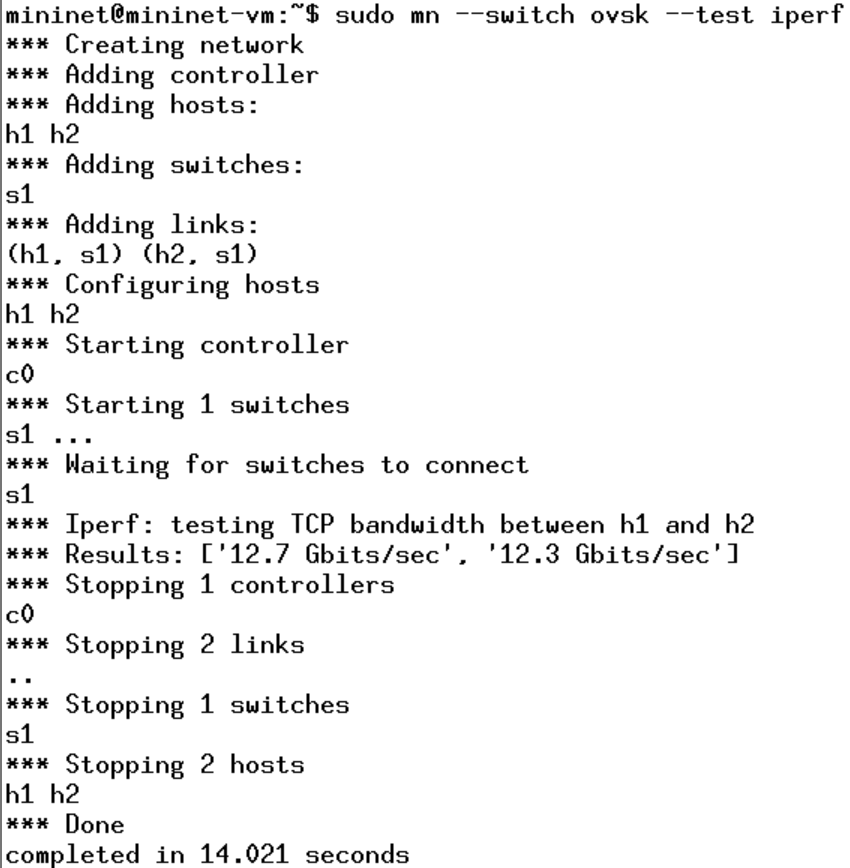 mininet@mininet-vm:~$ sudo mn --switch ovsk --test iperf
*** Creating network
*** Adding controller
*** Adding hosts:
h1 h2
*** Adding switches:
s1
*** Adding links:
(h1, s1) (h2, s1)
*** Configuring hosts
h1 h2
*** Starting controller
c0
*** Starting 1 switches
s1 ...
*** Waiting for switches to connect
s1
*** Iperf: testing TCP bandwidth between h1 and h2
*** Results: ['12.7 Gbits/sec', '12.3 Gbits/sec']
*** Stopping 1 controllers
c0
*** Stopping 2 links
..
*** Stopping 1 switches
s1
*** Stopping 2 hosts
h1 h2
*** Done
completed in 14.021 seconds